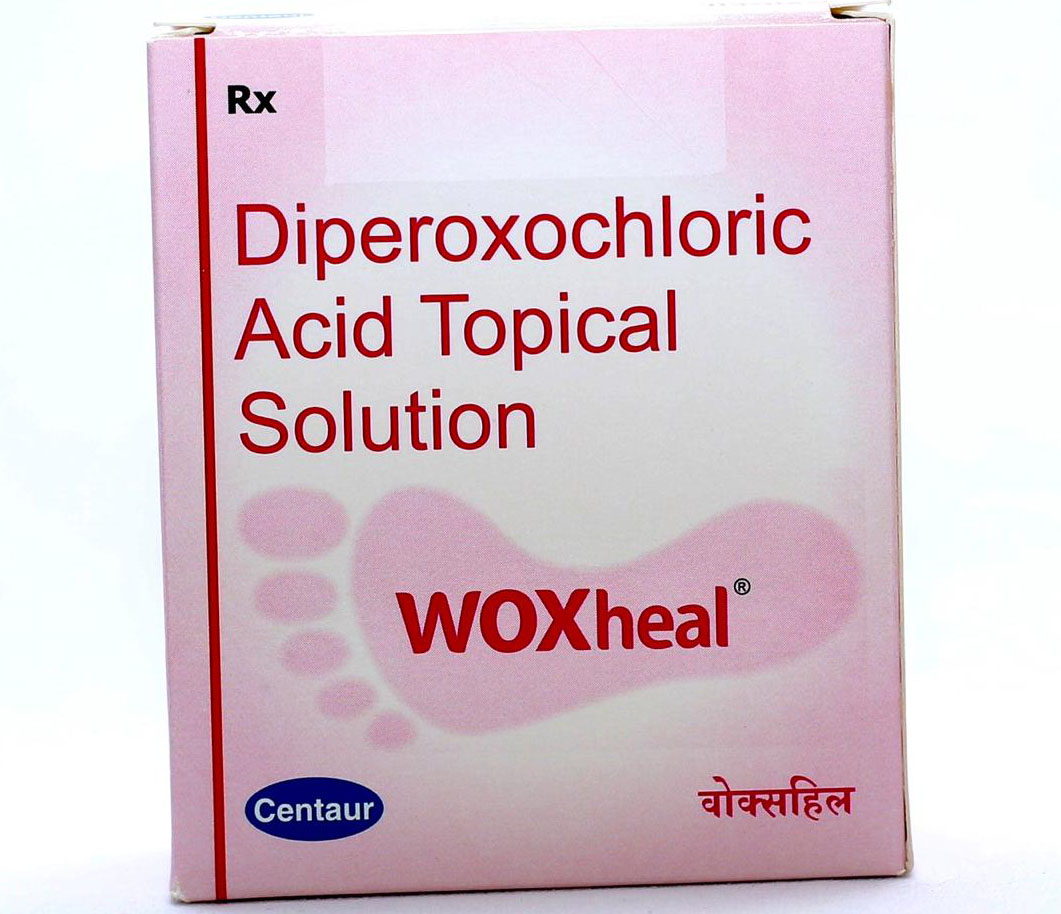 Rx
Diperoxochloric
Acid Topical
Solution
WOXheal®
Centaur
वोक्सहिल